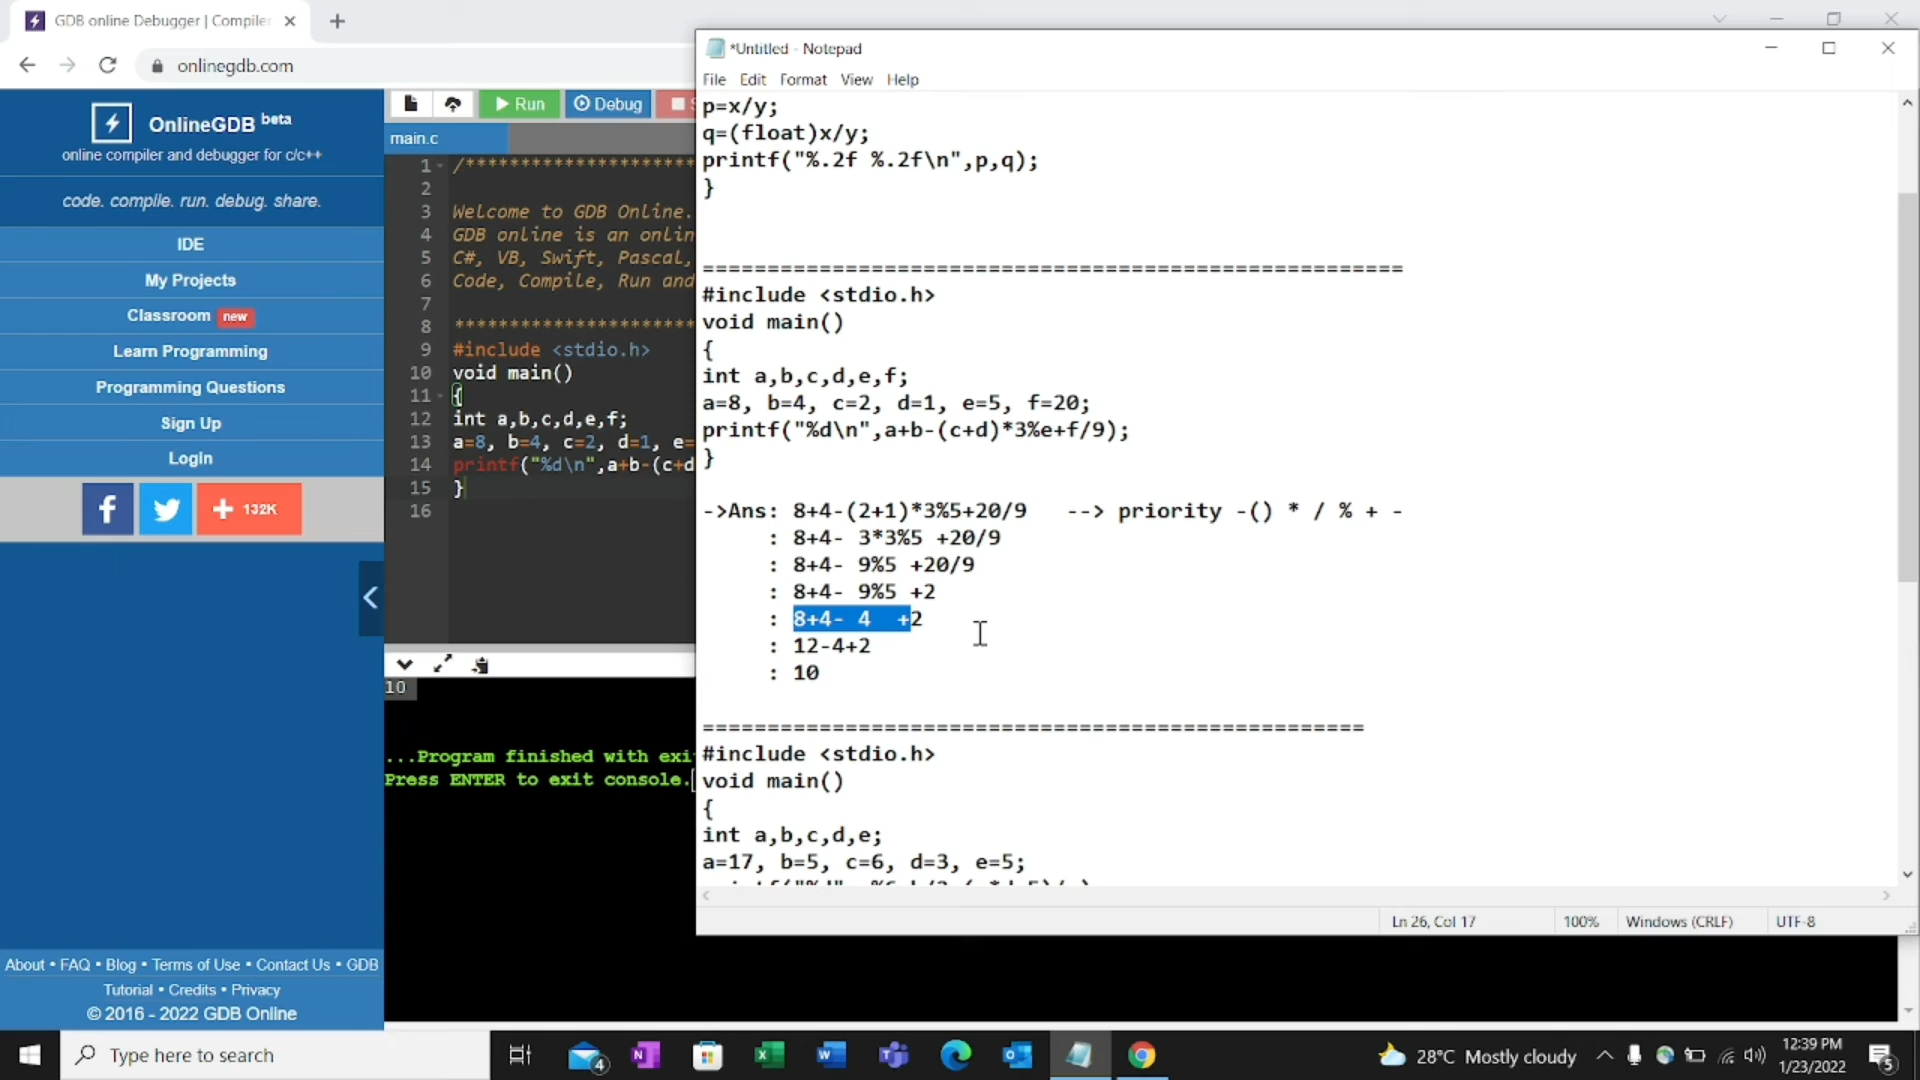 GDB online Debugger | Compiler
onlinegdb.com
OnlineGDB beta
online compiler and debugger for c/c++
code. compile. run. debug. share.
IDE
My Projects
Classroom new
Learn Programming
Programming Questions
Sign Up
Login
132K
About • FAQ • Blog • Terms of Use • Contact Us • GDB
Tutorial • Credits • Privacy
© 2016 - 2022 GDB Online
Run
Debug
S
main.c
1 /**********************
2
3 Welcome to GDB Online.
4 GDB online is an onlin
5 C#, VB, Swift, Pascal,
6 Code, Compile, Run and
7
8 **********************
9 #include <stdio.h>
10 void main()
11 {
12 int a,b,c,d,e,f;
13 a=8, b=4, c=2, d=1, e=
14 printf("%d\n",a+b-(c+d
15 }
16
10
...Program finished with exi
Press ENTER to exit console.
*Untitled - Notepad
File Edit Format View Help
p=x/y;
q=(float)x/y;
printf("%.2f %.2f\n",p,q);
}
======================================================
#include <stdio.h>
void main()
{
int a,b,c,d,e,f;
a=8, b=4, c=2, d=1, e=5, f=20;
printf("%d\n",a+b-(c+d)*3%e+f/9);
}
->Ans: 8+4-(2+1)*3%5+20/9 --> priority -() * / % + -
: 8+4- 3*3%5 +20/9
: 8+4- 9%5 +20/9
: 8+4- 9%5 +2
: 8+4- 4 +2
: 12-4+2
: 10
===================================================
#include <stdio.h>
void main()
{
int a,b,c,d,e;
a=17, b=5, c=6, d=3, e=5;
Ln 26, Col 17
100%
Windows (CRLF)
UTF-8
Type here to search
4
28°C Mostly cloudy
12:39 PM
1/23/2022
5